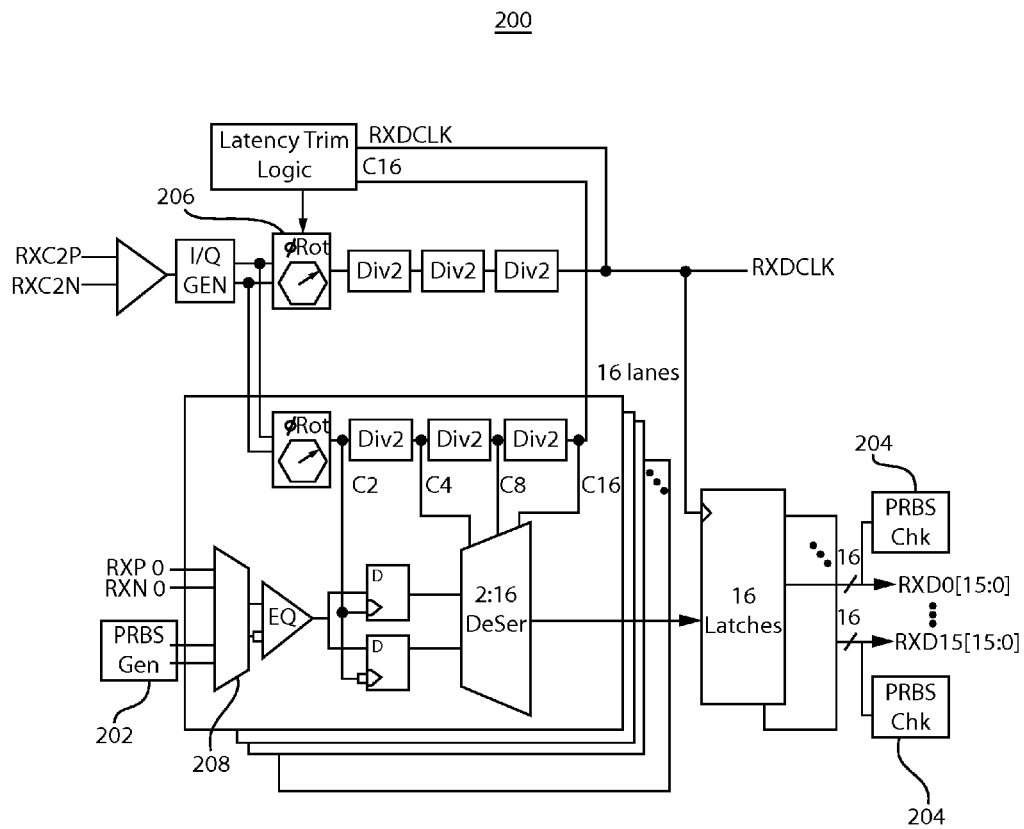 200
Latency Trim
Logic
RXDCLK
C16
206
RXC2P
RXC2N
I/Q
GEN
ϕRot
Div2
Div2
Div2
RXDCLK
16 lanes
ϕRot
Div2
Div2
Div2
C2
C4
C8
C16
204
PRBS
Chk
RXP 0
RXN 0
PRBS
Gen
202
208
EQ
D
D
2:16
DeSer
16
Latches
16
RXD0[15:0]
16
RXD15[15:0]
PRBS
Chk
204